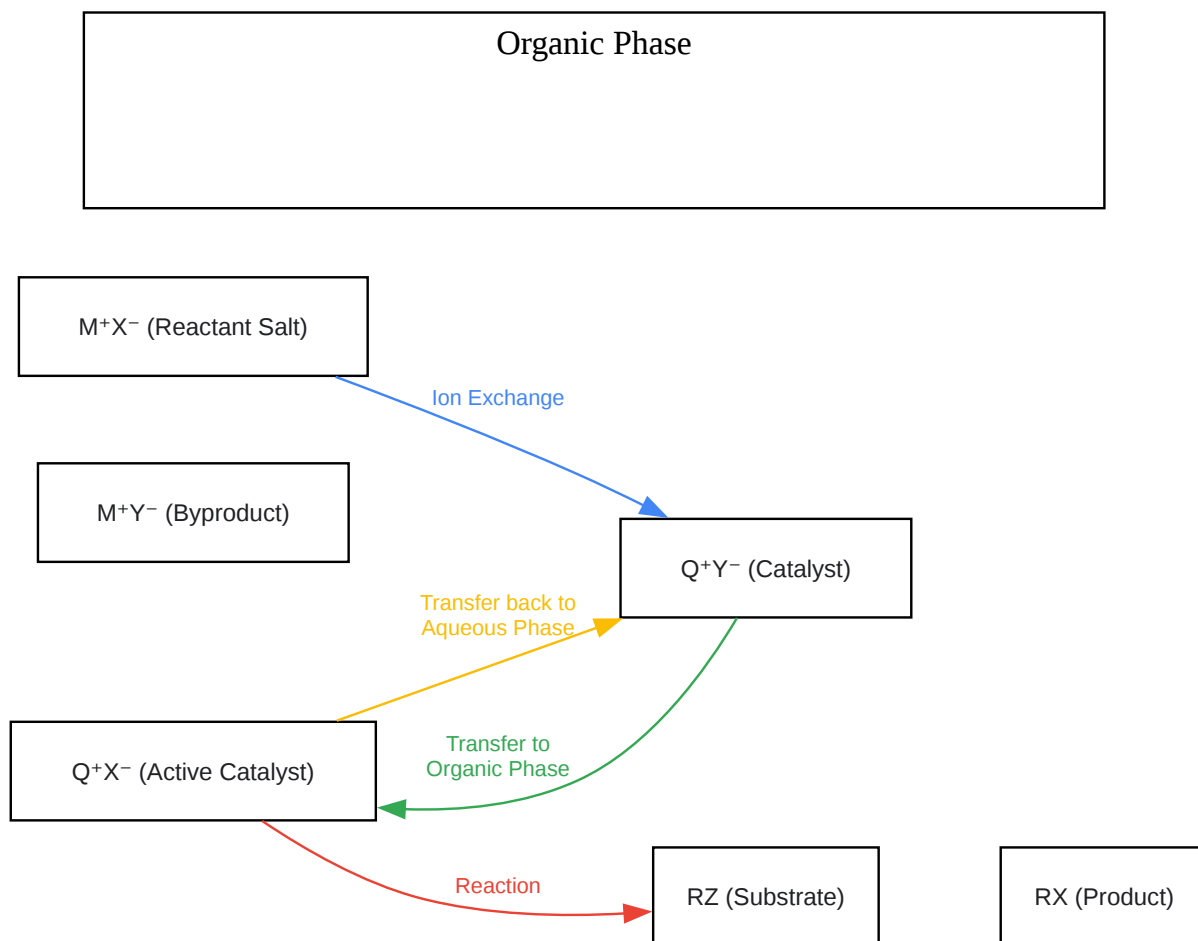 Organic Phase
M⁺X⁻ (Reactant Salt)
Ion Exchange
M⁺Y⁻ (Byproduct)
Q⁺Y⁻ (Catalyst)
Transfer back to
Aqueous Phase
Transfer to
Organic Phase
Q⁺X⁻ (Active Catalyst)
Reaction
RZ (Substrate)
RX (Product)